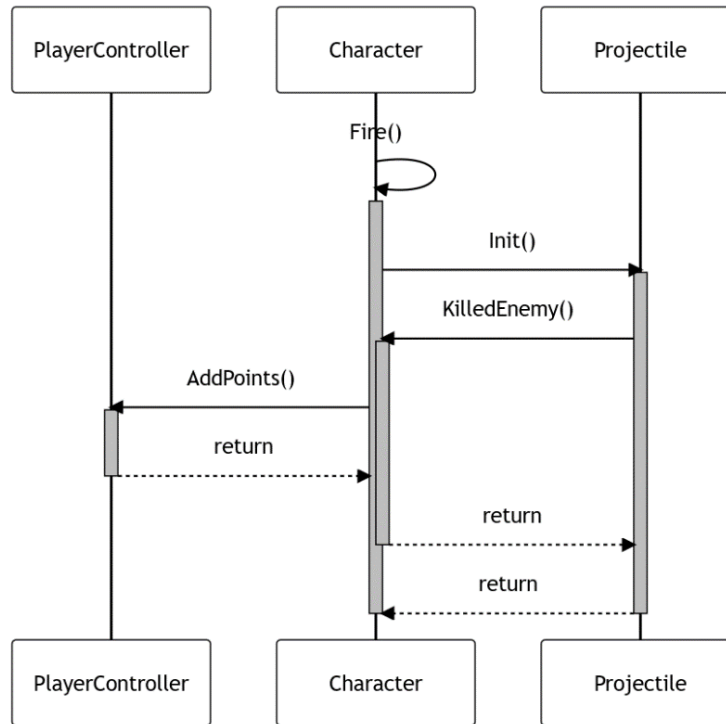 PlayerController
Character
Projectile
Fire()
Init()
KilledEnemy()
AddPoints()
return
return
return
PlayerController
Character
Projectile